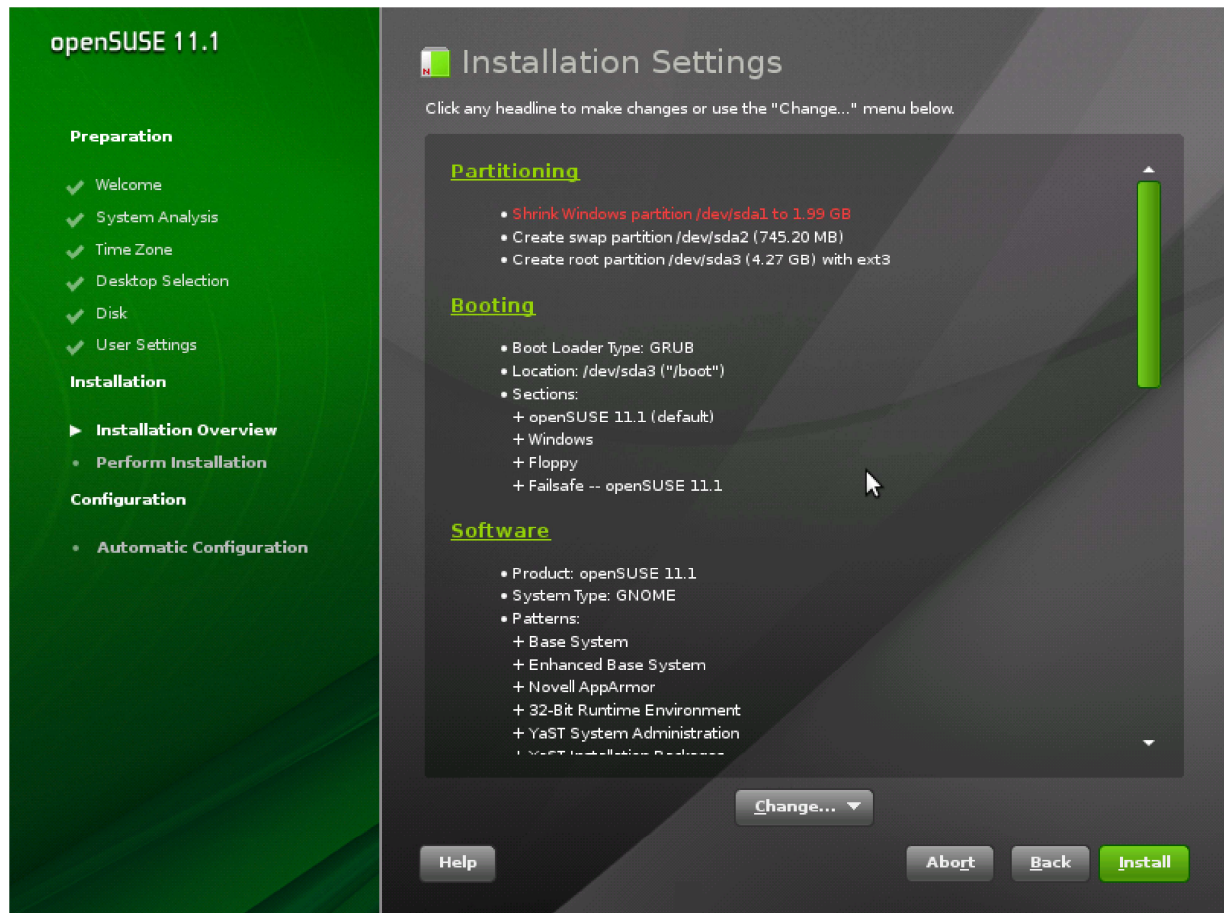 openSUSE 11.1
Preparation
Welcome
System Analysis
Time Zone
Desktop Selection
Disk
User Settings
Installation
Installation Overview
Perform Installation
Configuration
Automatic Configuration
Installation Settings
Click any headline to make changes or use the "Change..." menu below.
Partitioning
• Shrink Windows partition /dev/sda1 to 1.99 GB
• Create swap partition /dev/sda2 (745.20 MB)
• Create root partition /dev/sda3 (4.27 GB) with ext3
Booting
• Boot Loader Type: GRUB
• Location: /dev/sda3 ("/boot")
• Sections:
+ openSUSE 11.1 (default)
+ Windows
+ Floppy
+ Failsafe -- openSUSE 11.1
Software
• Product: openSUSE 11.1
• System Type: GNOME
• Patterns:
+ Base System
+ Enhanced Base System
+ Novell AppArmor
+ 32-Bit Runtime Environment
+ YaST System Administration
+ YaST Installation Packages
Change...
Help
Abort
Back
Install